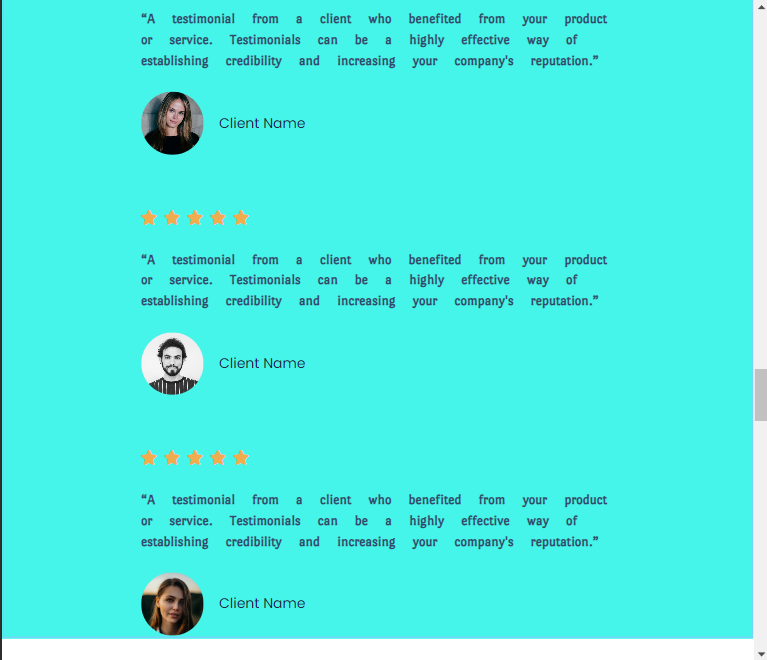 “A testimonial from a client who benefited from your product
or service. Testimonials can be a highly effective way of
establishing credibility and increasing your company's reputation.”
Client Name
“A testimonial from a client who benefited from your product
or service. Testimonials can be a highly effective way of
establishing credibility and increasing your company's reputation.”
Client Name
“A testimonial from a client who benefited from your product
or service. Testimonials can be a highly effective way of
establishing credibility and increasing your company's reputation.”
Client Name